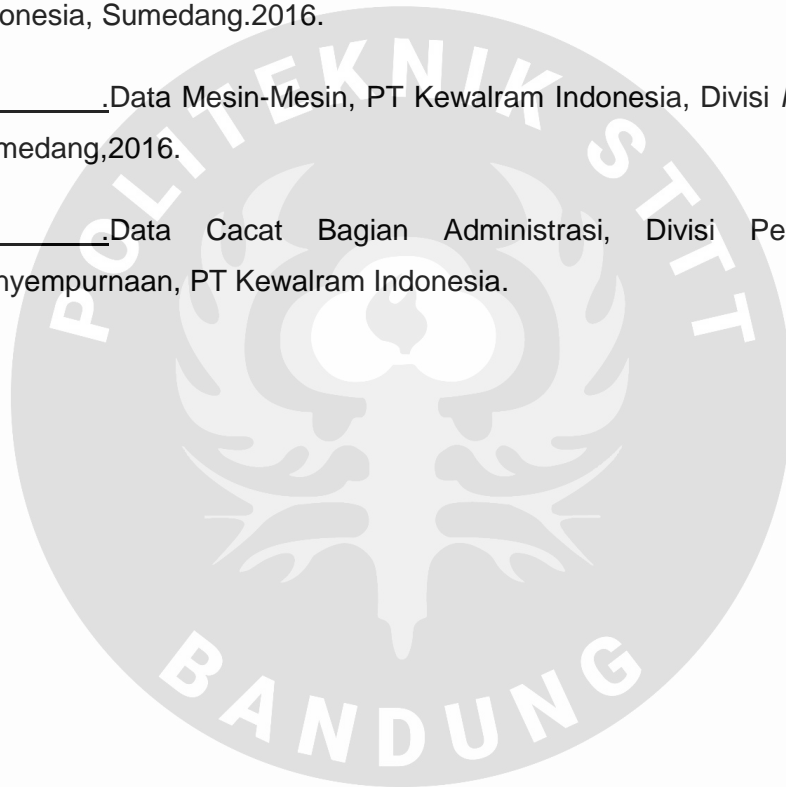 onesia, Sumedang.2016.
.Data Mesin-Mesin, PT Kewalram Indonesia, Divisi
medang,2016.
.Data Cacat Bagian Administrasi, Divisi Pe
nyempurnaan, PT Kewalram Indonesia.
POLITEKNIK STTT
BANDUNG